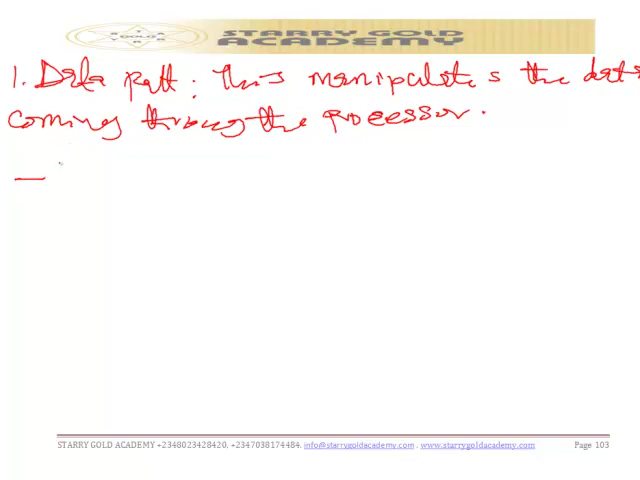 STARRY GOLD
ACADEMY
1. Data Path: This manipulates the data
coming through the processor.
STARRY GOLD ACADEMY +2348023428420, +2347038174484, info@starrygoldacademy.com . www.starrygoldacademy.com Page 103